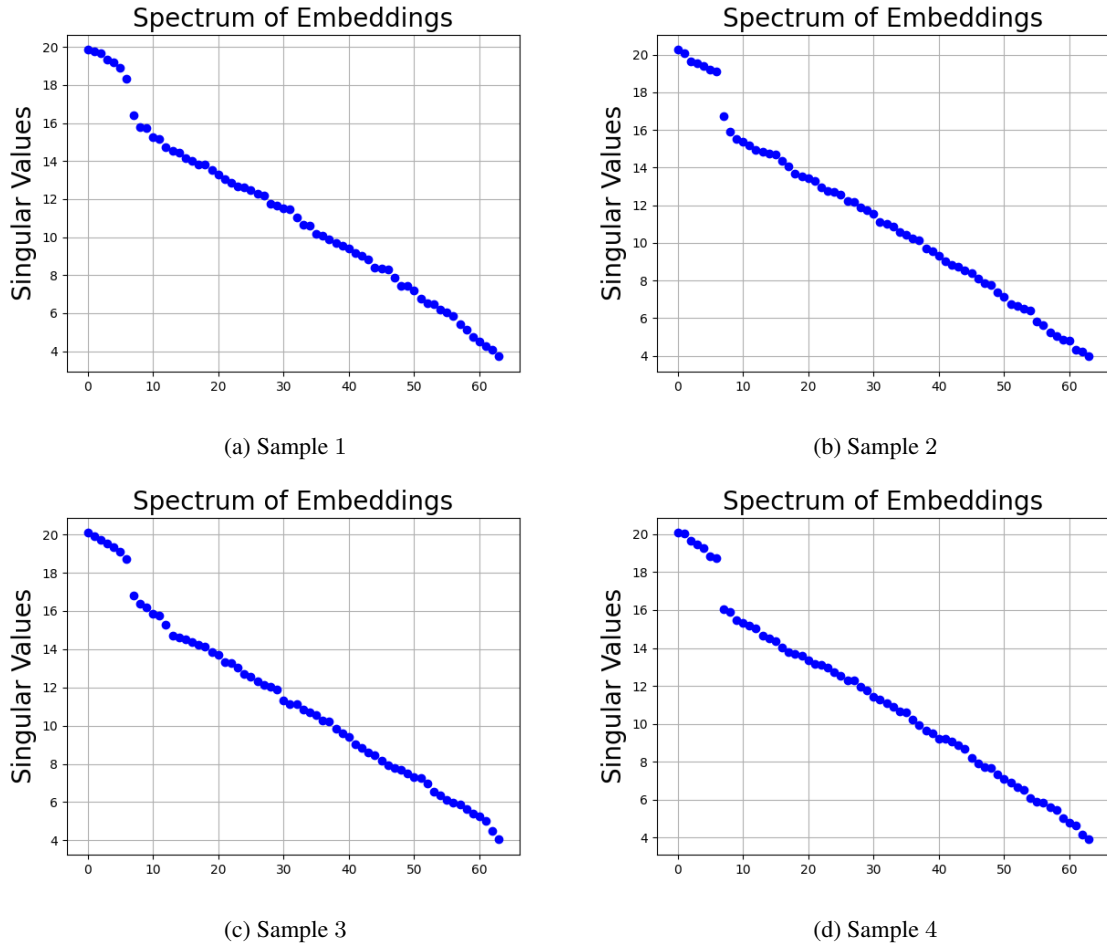 Spectrum of Embeddings
Singular Values
20
18
16
14
12
10
8
6
4
0 10 20 30 40 50 60
(a) Sample 1
Spectrum of Embeddings
Singular Values
20
18
16
14
12
10
8
6
4
0 10 20 30 40 50 60
(b) Sample 2
Spectrum of Embeddings
Singular Values
20
18
16
14
12
10
8
6
4
0 10 20 30 40 50 60
(c) Sample 3
Spectrum of Embeddings
Singular Values
20
18
16
14
12
10
8
6
4
0 10 20 30 40 50 60
(d) Sample 4